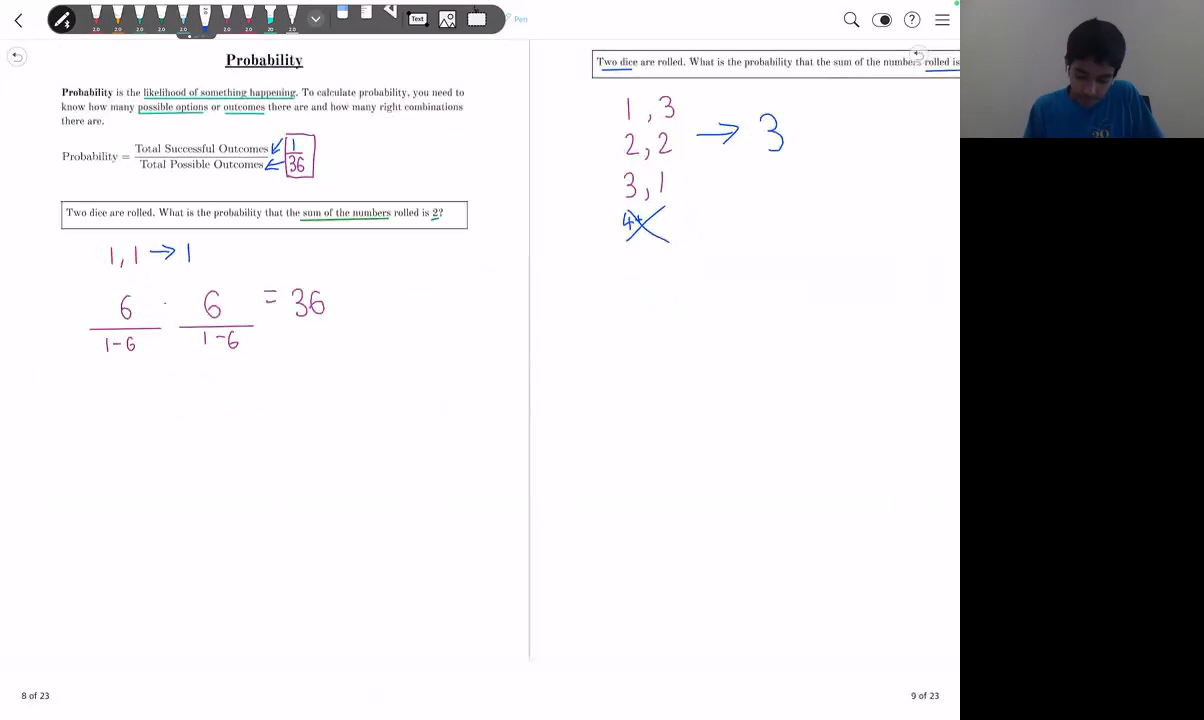 Text
Pen
Probability
Probability is the likelihood of something happening. To calculate probability, you need to
know how many possible options or outcomes there are and how many right combinations
there are.
Probability = Total Successful Outcomes 1
Total Possible Outcomes 36
Two dice are rolled. What is the probability that the sum of the numbers rolled is 2?
1, 1 → 1
6 · 6 = 36
1-6 1-6
8 of 23
Two dice are rolled. What is the probability that the sum of the numbers rolled is
1, 3
2, 2 → 3
3, 1
4+
9 of 23